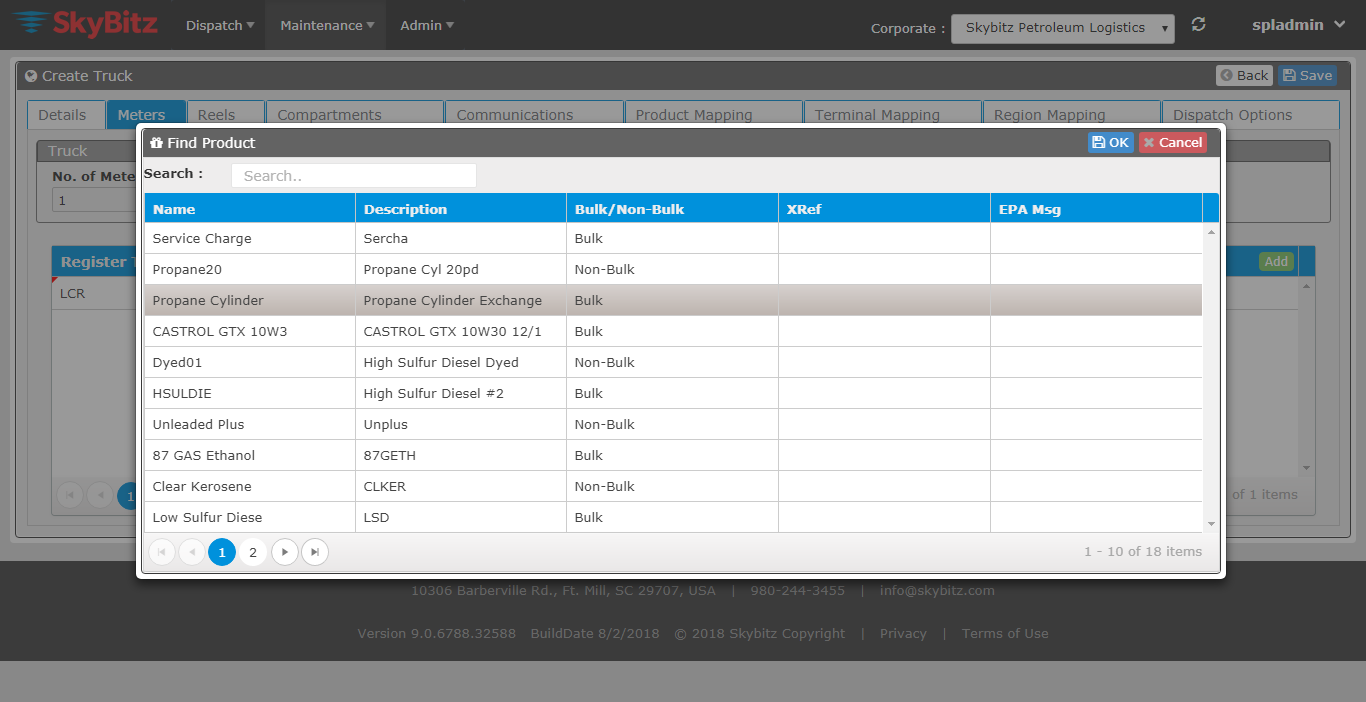 SkyBitz Dispatch Maintenance Admin Corporate : Skybitz Petroleum Logistics spladmin
Create Truck Back Save
Details Meters Reels Compartments Communications Product Mapping Terminal Mapping Region Mapping Dispatch Options
Truck
No. of Mete
1
Register T Add
LCR
1 of 1 items
Find Product OK Cancel
Search : Search..
Name Description Bulk/Non-Bulk XRef EPA Msg
Service Charge Sercha Bulk
Propane20 Propane Cyl 20pd Non-Bulk
Propane Cylinder Propane Cylinder Exchange Bulk
CASTROL GTX 10W3 CASTROL GTX 10W30 12/1 Bulk
Dyed01 High Sulfur Diesel Dyed Non-Bulk
HSULDIE High Sulfur Diesel #2 Bulk
Unleaded Plus Unplus Non-Bulk
87 GAS Ethanol 87GETH Bulk
Clear Kerosene CLKER Non-Bulk
Low Sulfur Diese LSD Bulk
1 2 1 - 10 of 18 items
10306 Barberville Rd., Ft. Mill, SC 29707, USA | 980-244-3455 | info@skybitz.com
Version 9.0.6788.32588 BuildDate 8/2/2018 © 2018 Skybitz Copyright | Privacy | Terms of Use